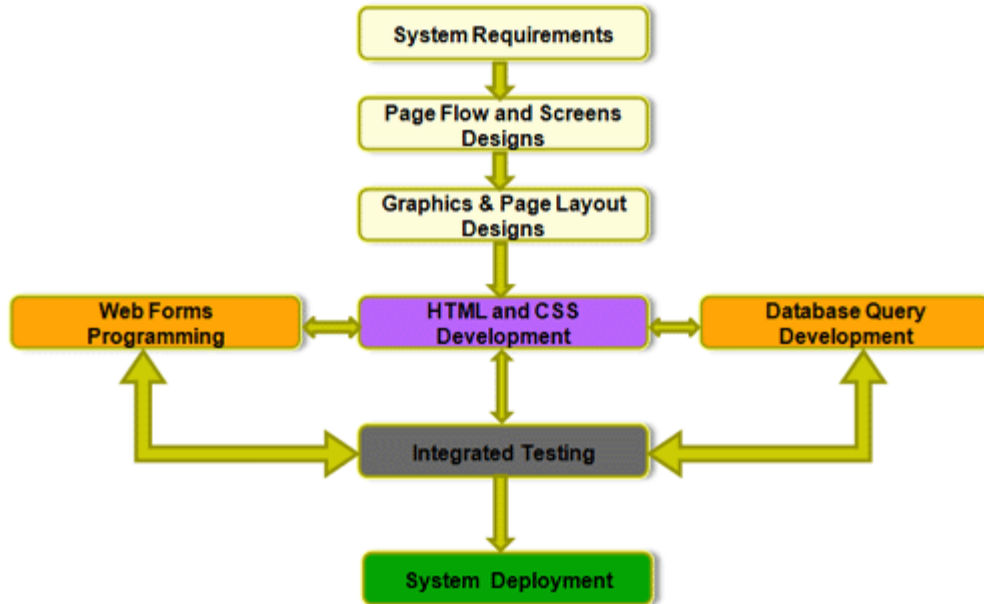 System Requirements
Page Flow and Screens
Designs
Graphics & Page Layout
Designs
Web Forms
Programming
HTML and CSS
Development
Database Query
Development
Integrated Testing
System Deployment